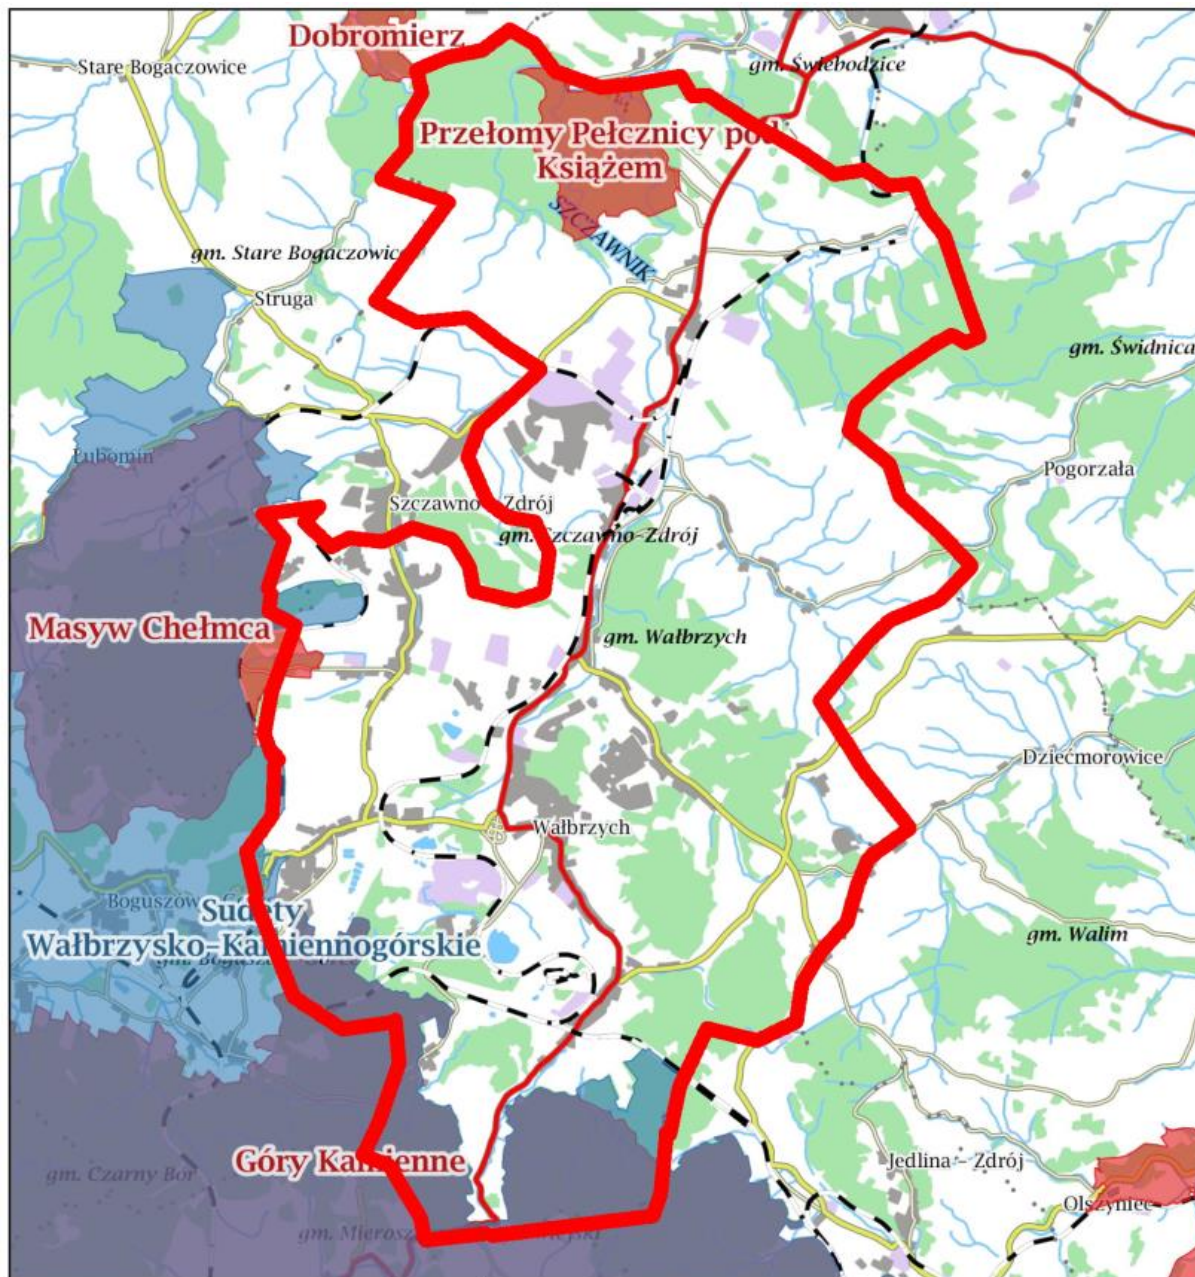 Dobromierz
Stare Bogaczowice
gm. Świebodzice
Przełomy Pełcznicy pod
Książem
SZCZAWNIK
gm. Stare Bogaczowice
Struga
gm. Świdnica
Łubomin
Pogorzała
Szczawno-Zdrój
gm. Szczawno-Zdrój
Masyw Chełmca
gm. Wałbrzych
Dziećmorowice
Wałbrzych
Sudety
Wałbrzysko-Kamiennogórskie
gm. Walim
Góry Kamienne
Jedlina - Zdrój
gm. Czarny Bór
Olszyniec